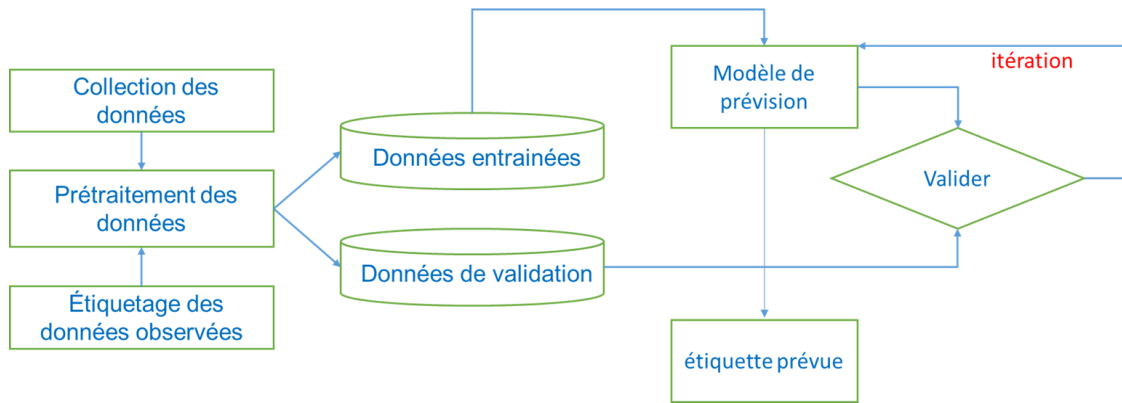 Collection des
données
Prétraitement des
données
Étiquetage des
données observées
Données entrainées
Données de validation
Modèle de
prévision
itération
Valider
étiquette prévue